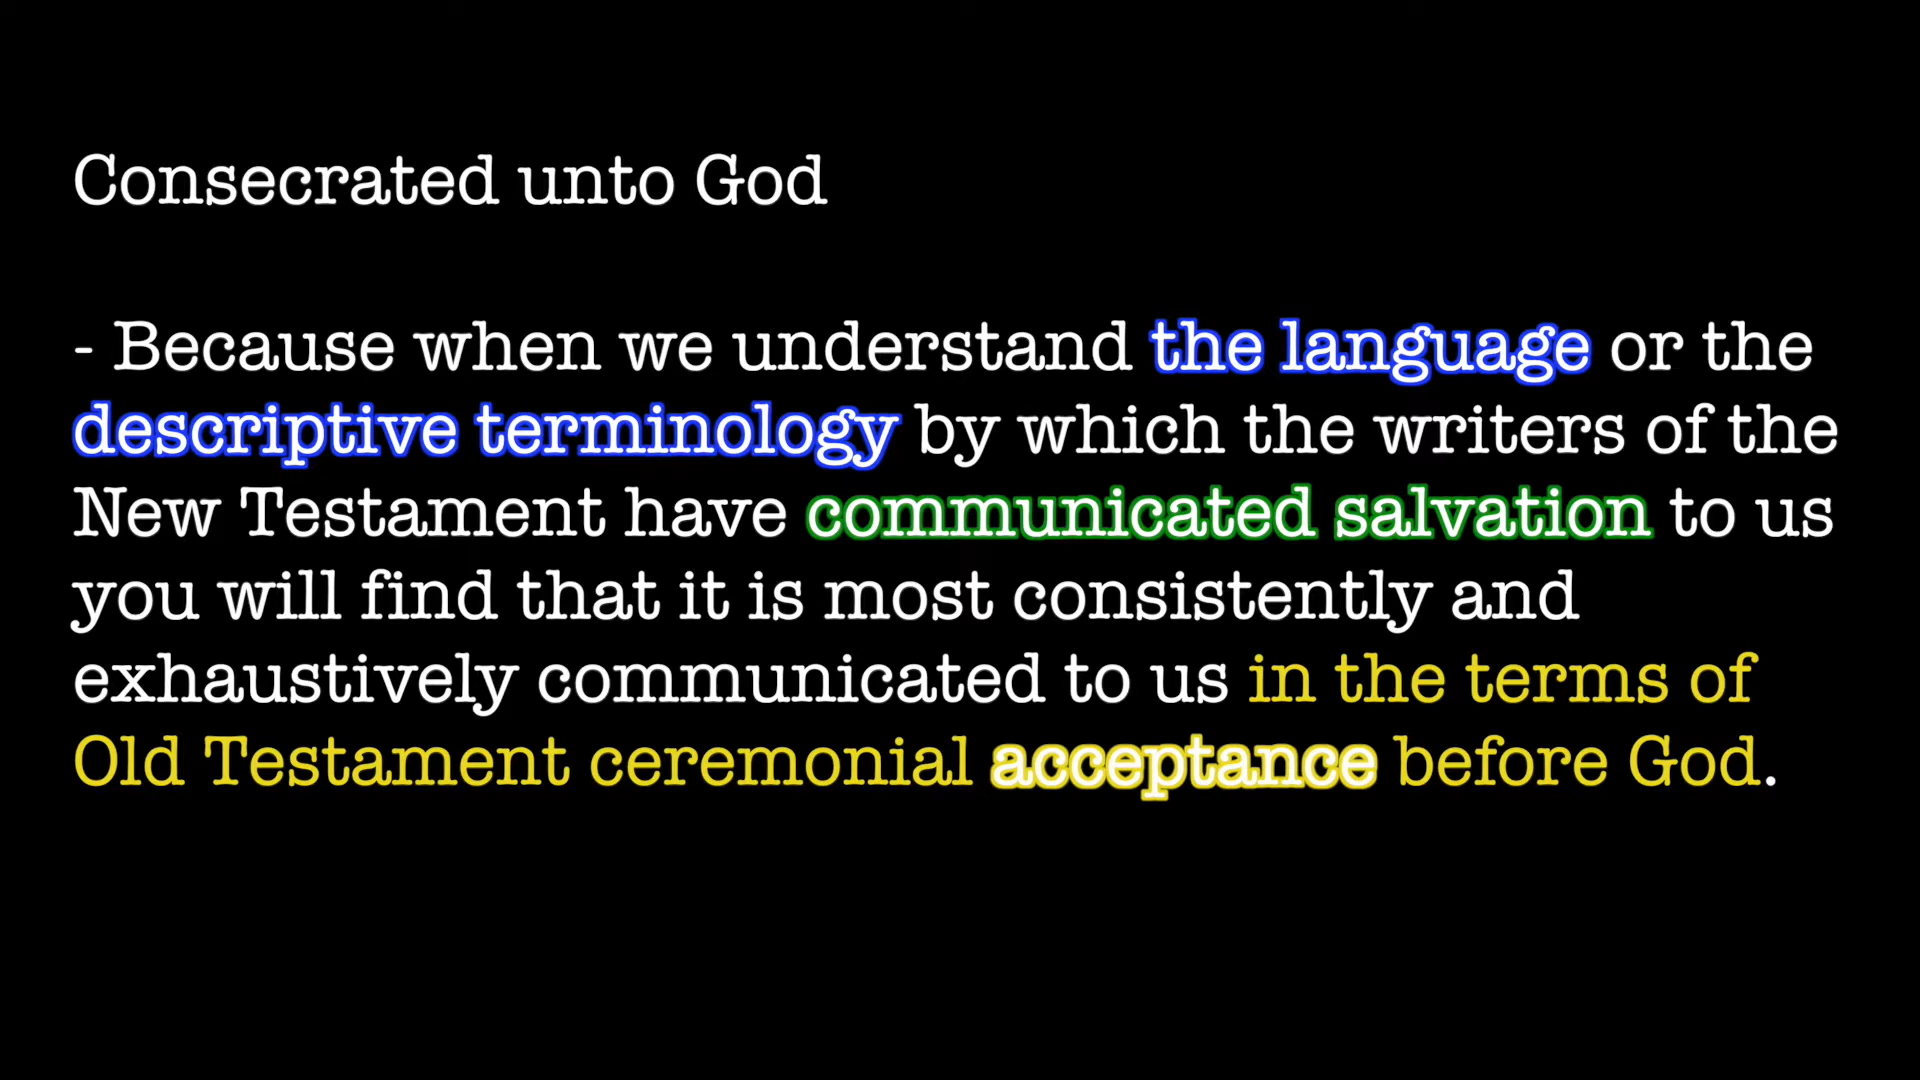 Consecrated unto God
- Because when we understand the language or the
descriptive terminology by which the writers of the
New Testament have communicated salvation to us
you will find that it is most consistently and
exhaustively communicated to us in the terms of
Old Testament ceremonial acceptance before God.